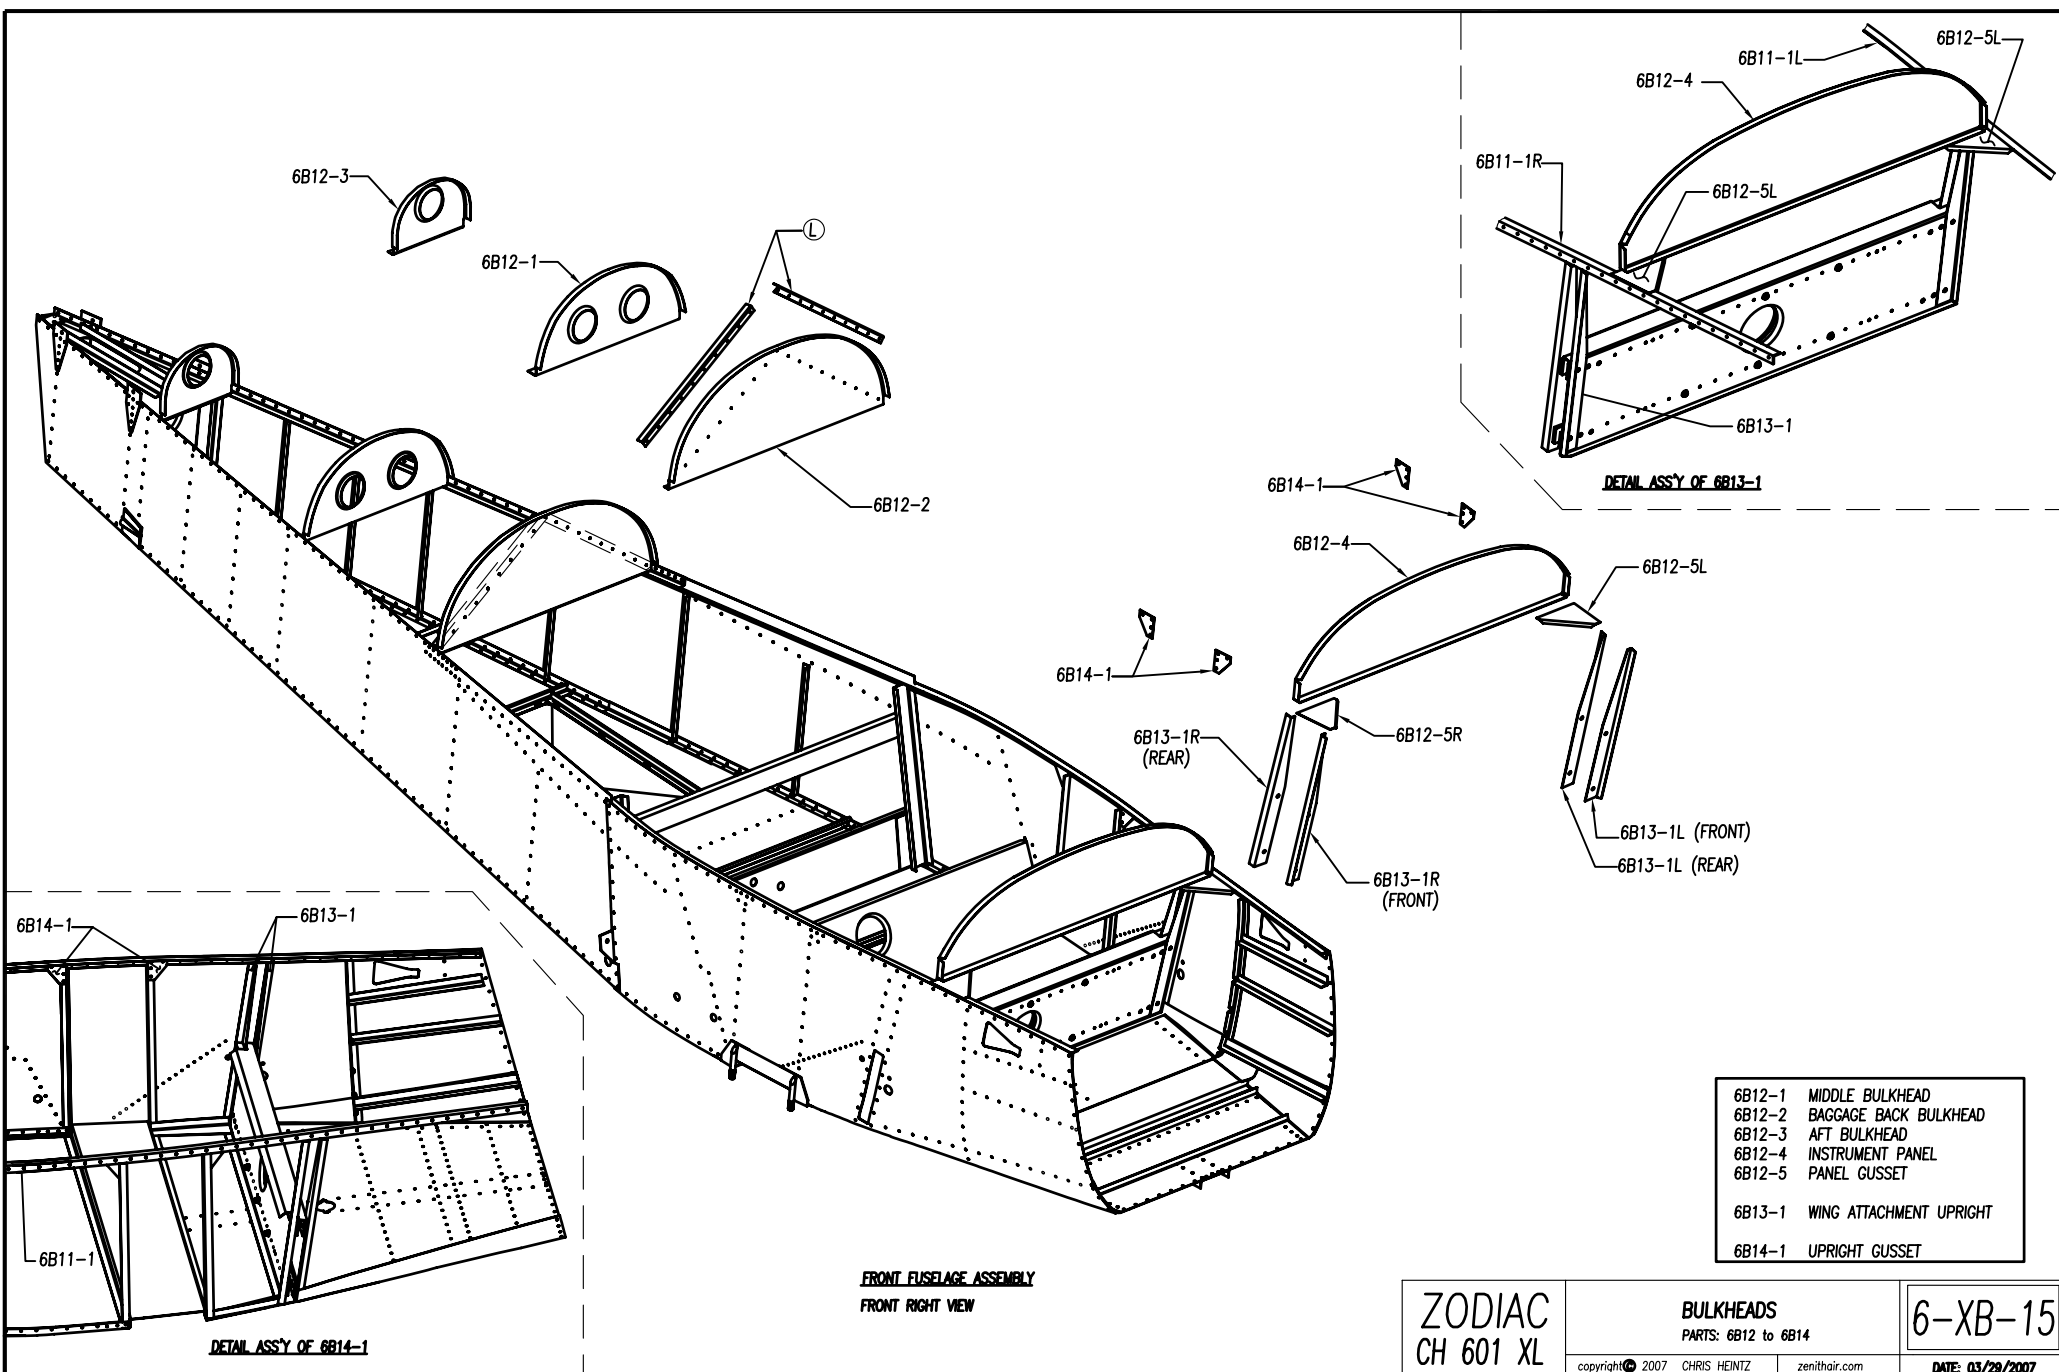 6B12-3
6B12-1
L
6B12-2
6B11-1L
6B12-5L
6B12-4
6B11-1R
6B12-5L
6B13-1
DETAIL ASS'Y OF 6B13-1
6B14-1
6B12-4
6B12-5L
6B14-1
6B13-1R
(REAR)
6B12-5R
6B13-1L (FRONT)
6B13-1L (REAR)
6B13-1R
(FRONT)
6B14-1
6B13-1
6B11-1
DETAIL ASS'Y OF 6B14-1
FRONT FUSELAGE ASSEMBLY
FRONT RIGHT VIEW
6B12-1 MIDDLE BULKHEAD
6B12-2 BAGGAGE BACK BULKHEAD
6B12-3 AFT BULKHEAD
6B12-4 INSTRUMENT PANEL
6B12-5 PANEL GUSSET
6B13-1 WING ATTACHMENT UPRIGHT
6B14-1 UPRIGHT GUSSET
ZODIAC
CH 601 XL
BULKHEADS
PARTS: 6B12 to 6B14
copyright© 2007 CHRIS HEINTZ
zenithair.com
6-XB-15
DATE: 03/29/2007